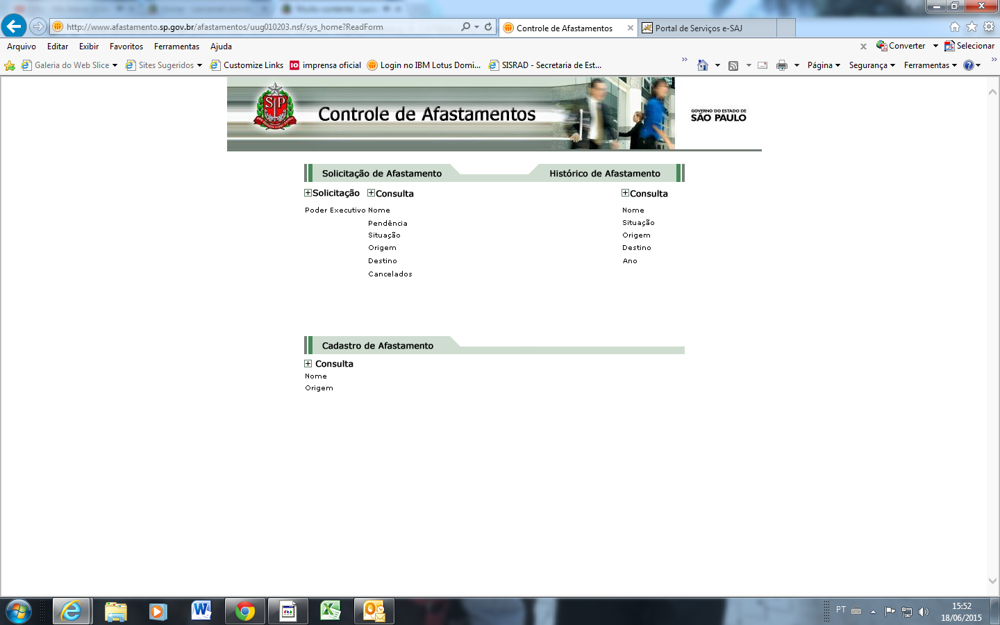 http://www.afastamento.sp.gov.br/afastamentos/uug010203.nsf/sys_home?ReadForm
Controle de Afastamentos
Portal de Serviços e-SAJ
Arquivo Editar Exibir Favoritos Ferramentas Ajuda
x Converter Selecionar
Galeria do Web Slice Sites Sugeridos Customize Links IO imprensa oficial Login no IBM Lotus Domi... SISRAD - Secretaria de Est... » Página Segurança Ferramentas »
SP
Controle de Afastamentos
GOVERNO DO ESTADO DE
SÃO PAULO
Solicitação de Afastamento
Histórico de Afastamento
Solicitação Consulta Consulta
Poder Executivo Nome Nome
Pendência Situação
Situação Origem
Origem Destino
Destino Ano
Cancelados
Cadastro de Afastamento
Consulta
Nome
Origem
PT
15:52
18/06/2015